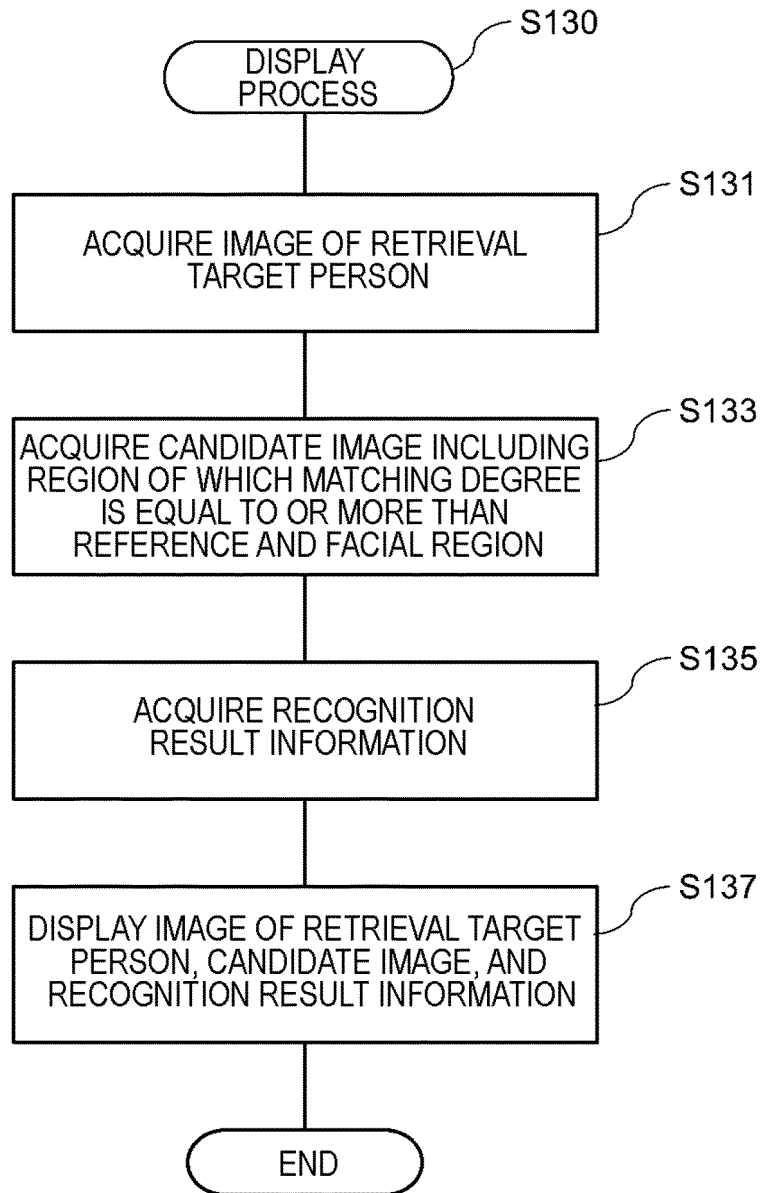 S130
DISPLAY
PROCESS
S131
ACQUIRE IMAGE OF RETRIEVAL
TARGET PERSON
S133
ACQUIRE CANDIDATE IMAGE INCLUDING
REGION OF WHICH MATCHING DEGREE
IS EQUAL TO OR MORE THAN
REFERENCE AND FACIAL REGION
S135
ACQUIRE RECOGNITION
RESULT INFORMATION
S137
DISPLAY IMAGE OF RETRIEVAL TARGET
PERSON, CANDIDATE IMAGE, AND
RECOGNITION RESULT INFORMATION
END